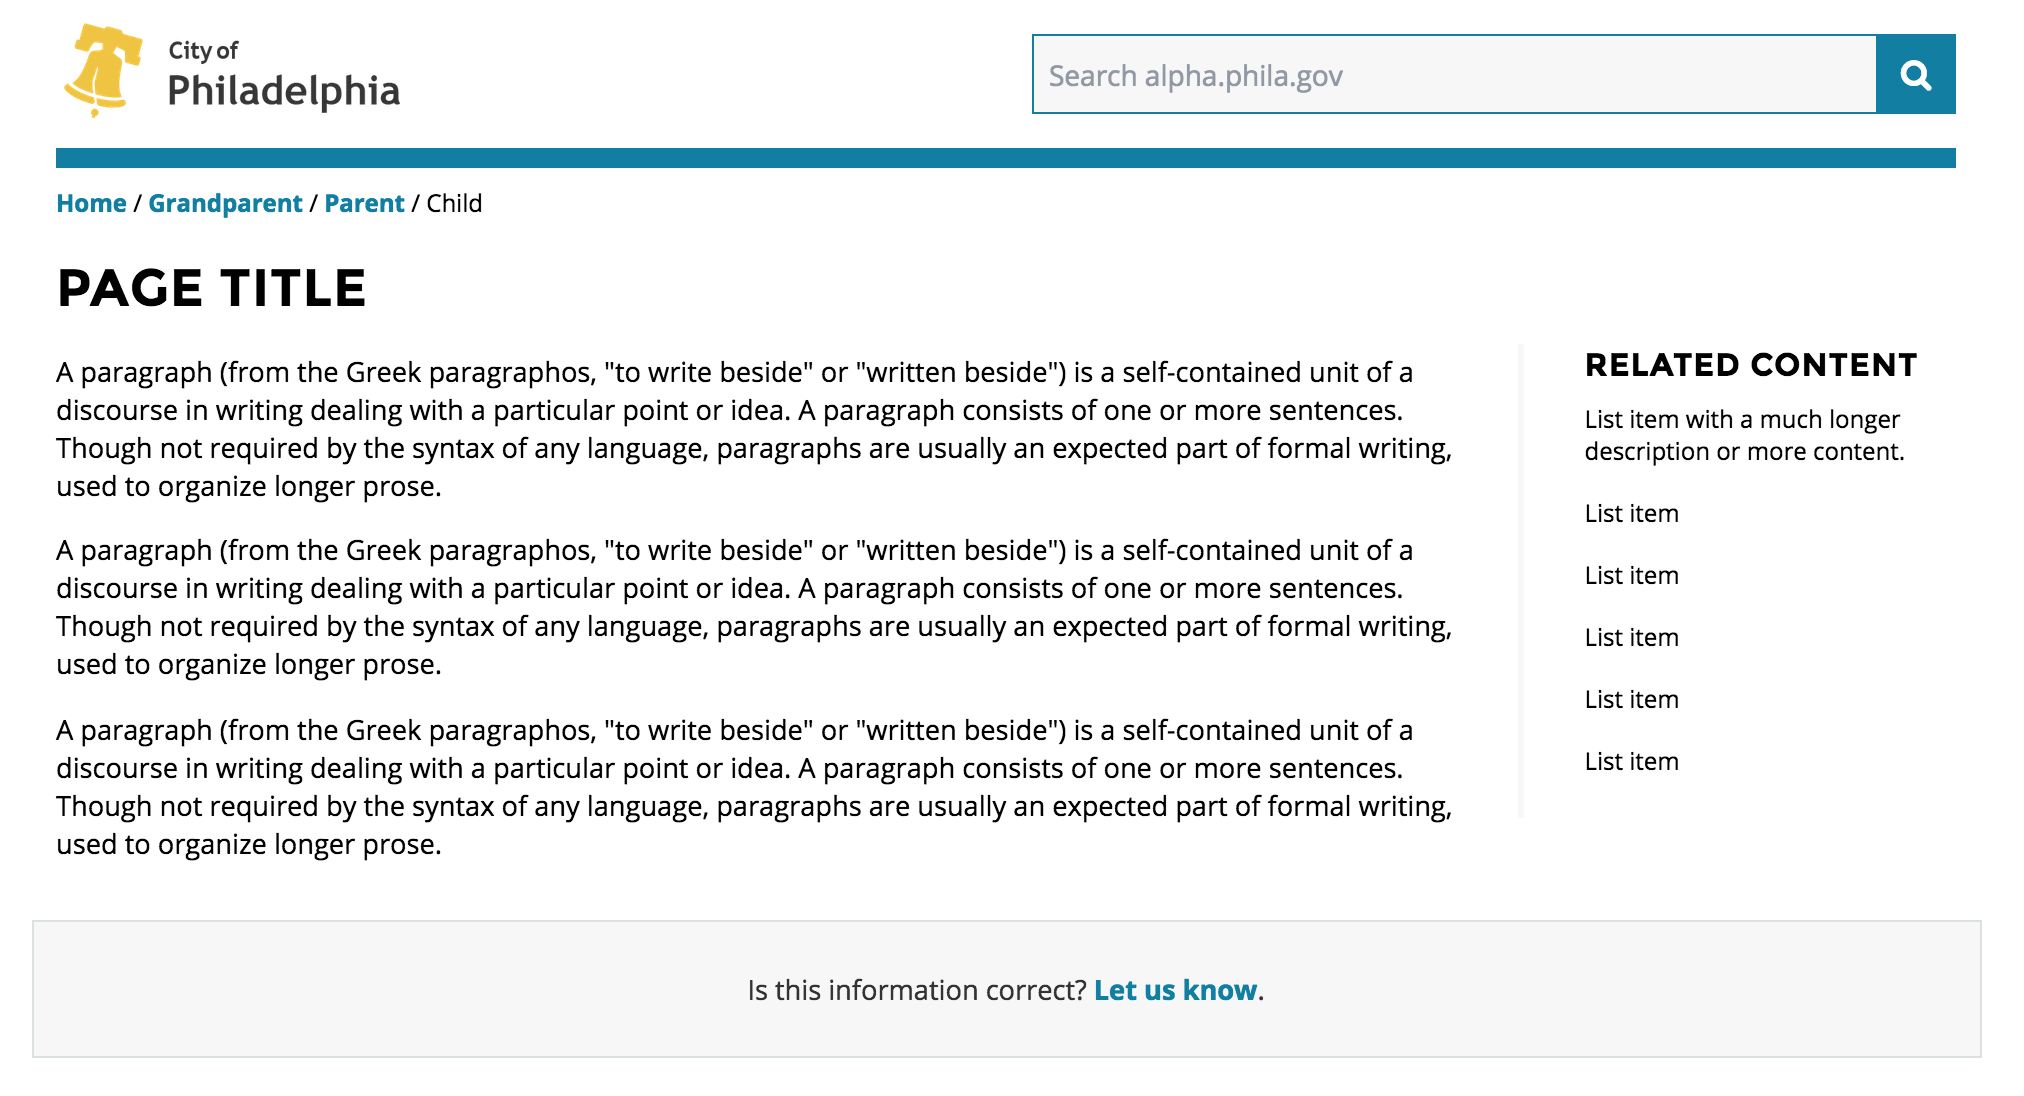 City of
Philadelphia
Search alpha.phila.gov
Home / Grandparent / Parent / Child
PAGE TITLE
A paragraph (from the Greek paragraphos, "to write beside" or "written beside") is a self-contained unit of a
discourse in writing dealing with a particular point or idea. A paragraph consists of one or more sentences.
Though not required by the syntax of any language, paragraphs are usually an expected part of formal writing,
used to organize longer prose.
A paragraph (from the Greek paragraphos, "to write beside" or "written beside") is a self-contained unit of a
discourse in writing dealing with a particular point or idea. A paragraph consists of one or more sentences.
Though not required by the syntax of any language, paragraphs are usually an expected part of formal writing,
used to organize longer prose.
A paragraph (from the Greek paragraphos, "to write beside" or "written beside") is a self-contained unit of a
discourse in writing dealing with a particular point or idea. A paragraph consists of one or more sentences.
Though not required by the syntax of any language, paragraphs are usually an expected part of formal writing,
used to organize longer prose.
RELATED CONTENT
List item with a much longer
description or more content.
List item
List item
List item
List item
List item
Is this information correct? Let us know.